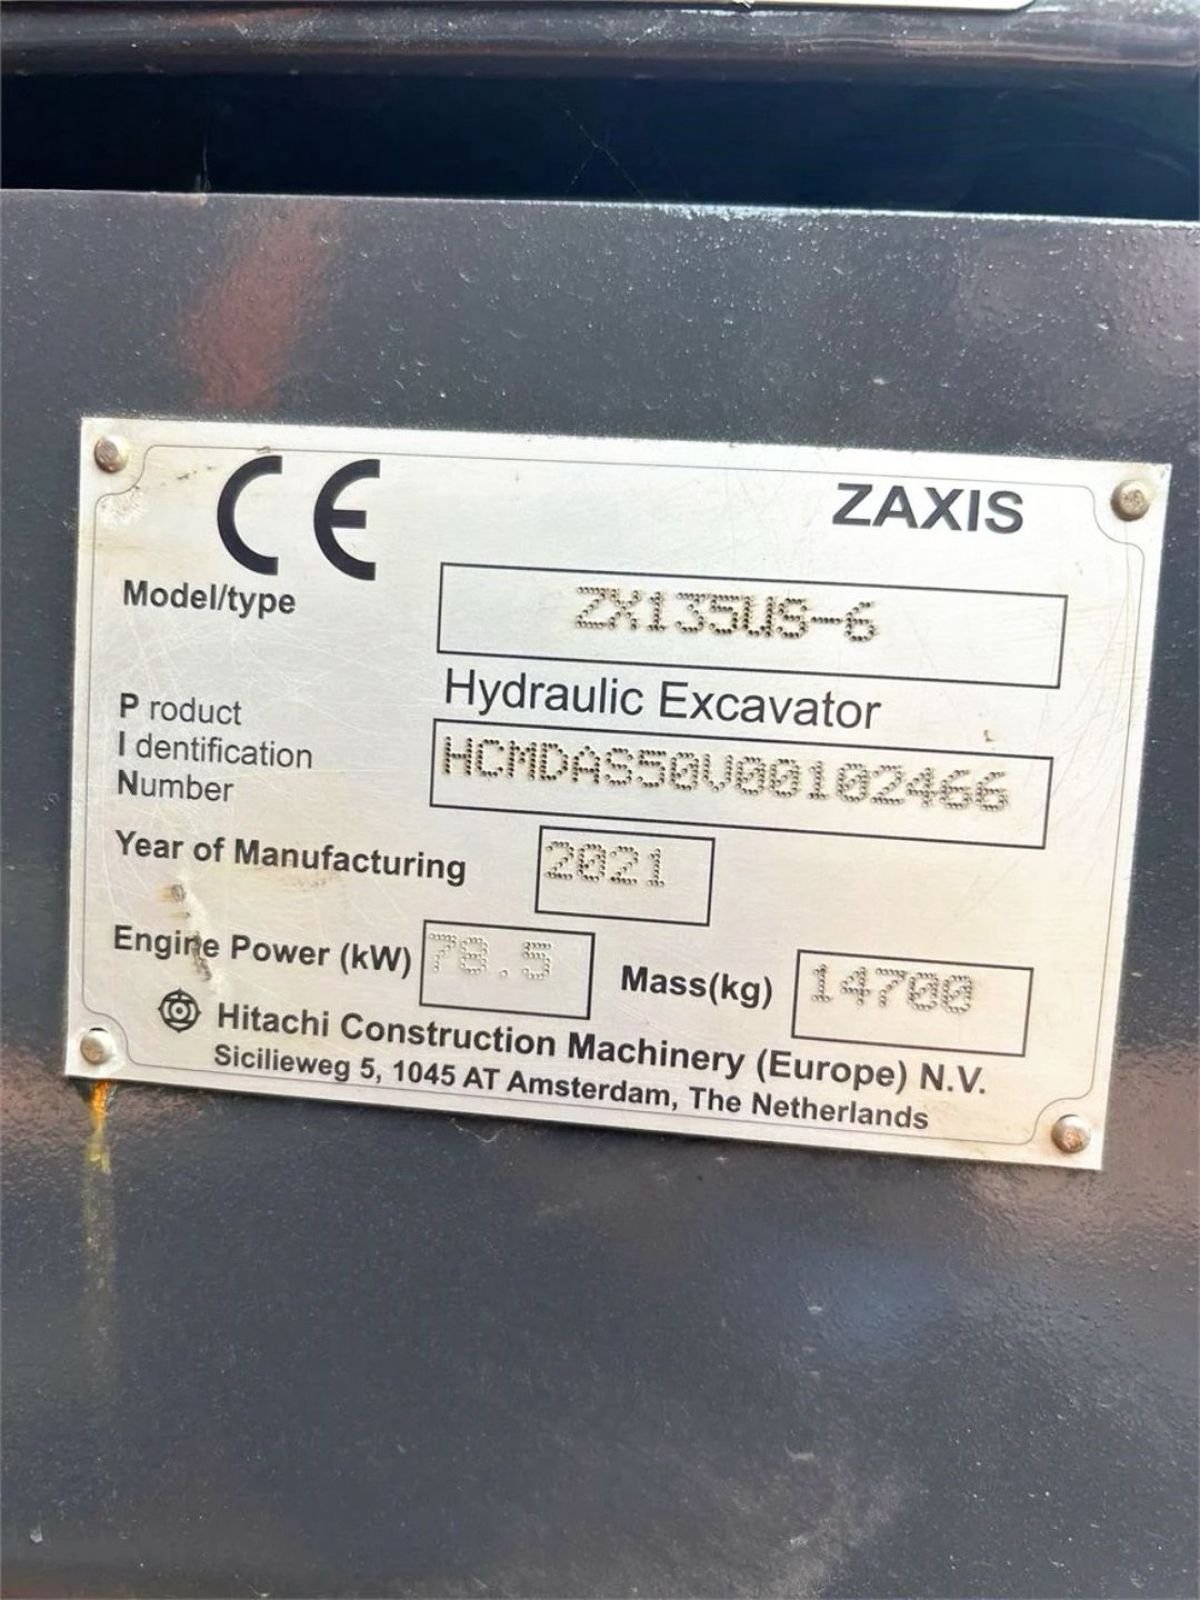 CE ZAXIS
Model/type ZX135US-6
Hydraulic Excavator
Product
Identification
Number HCMDAS50V00102466
Year of Manufacturing 2021
Engine Power (kW) 78.5 Mass(kg) 14700
Hitachi Construction Machinery (Europe) N.V.
Sicilieweg 5, 1045 AT Amsterdam, The Netherlands